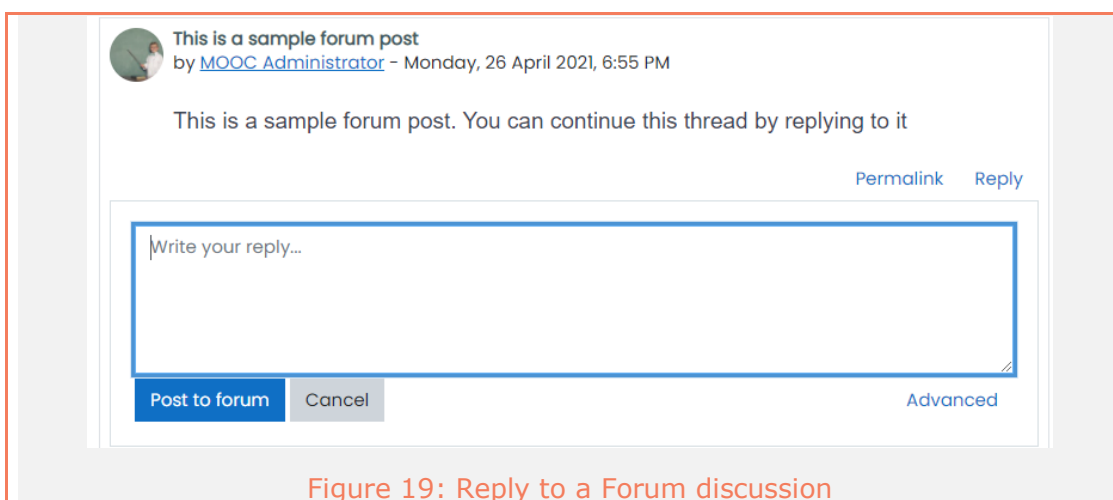 This is a sample forum post
by MOOC Administrator - Monday, 26 April 2021, 6:55 PM
This is a sample forum post. You can continue this thread by replying to it
Permalink Reply
Write your reply...
Post to forum Cancel Advanced
Figure 19: Reply to a Forum discussion